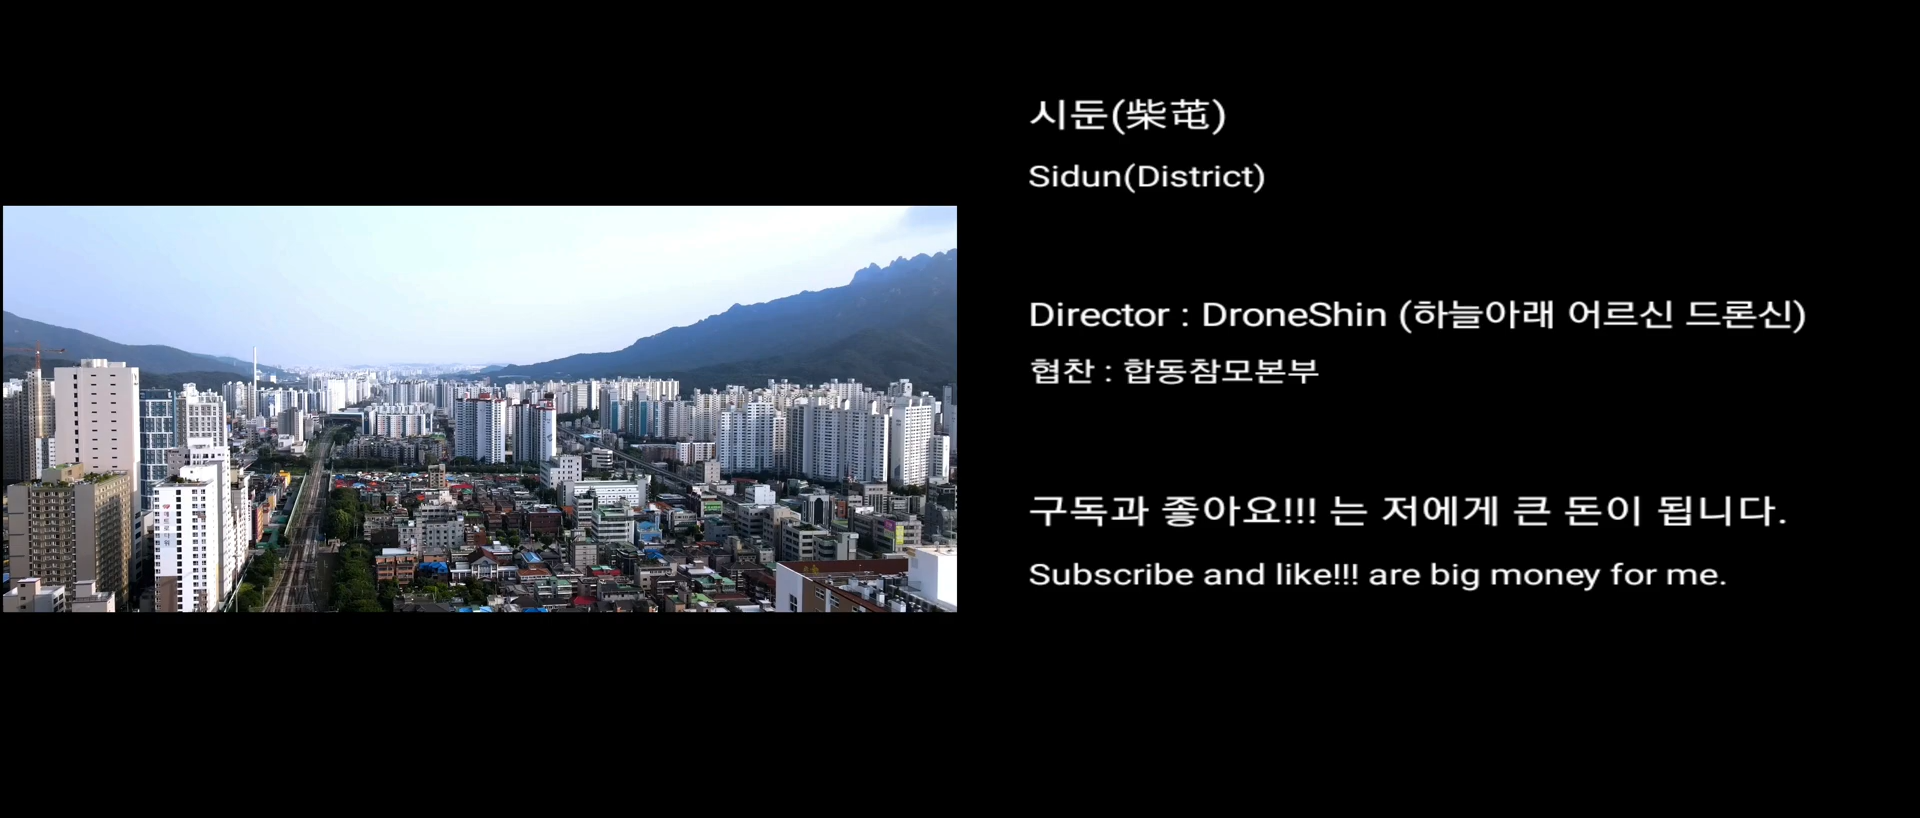 시둔(柴芚)
Sidun(District)
Director : DroneShin (하늘아래 어르신 드론신)
협찬 : 합동참모본부
구독과 좋아요!!! 는 저에게 큰 돈이 됩니다.
Subscribe and like!!! are big money for me.